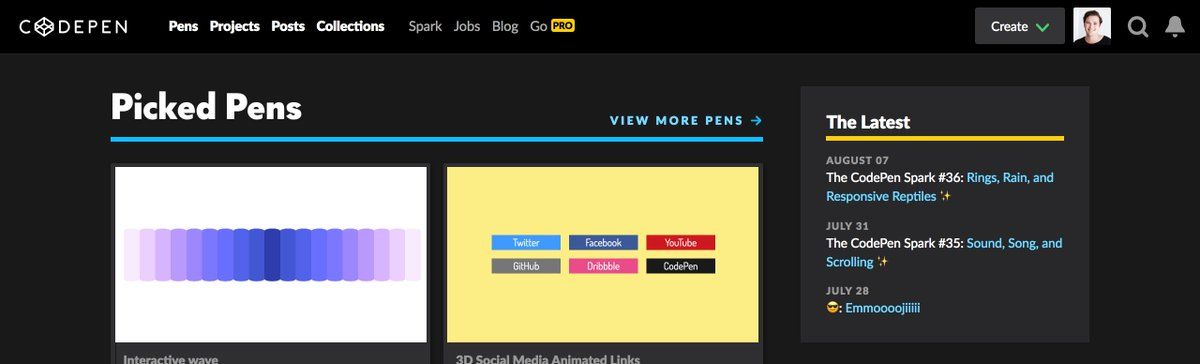 CODEPEN
Pens Projects Posts Collections Spark Jobs Blog Go PRO
Create
Picked Pens
VIEW MORE PENS →
Twitter Facebook YouTube
GitHub Dribbble CodePen
Interactive wave
3D Social Media Animated Links
The Latest
AUGUST 07
The CodePen Spark #36: Rings, Rain, and
Responsive Reptiles ✨
JULY 31
The CodePen Spark #35: Sound, Song, and
Scrolling ✨
JULY 28
😎: Emmoooojiiiii